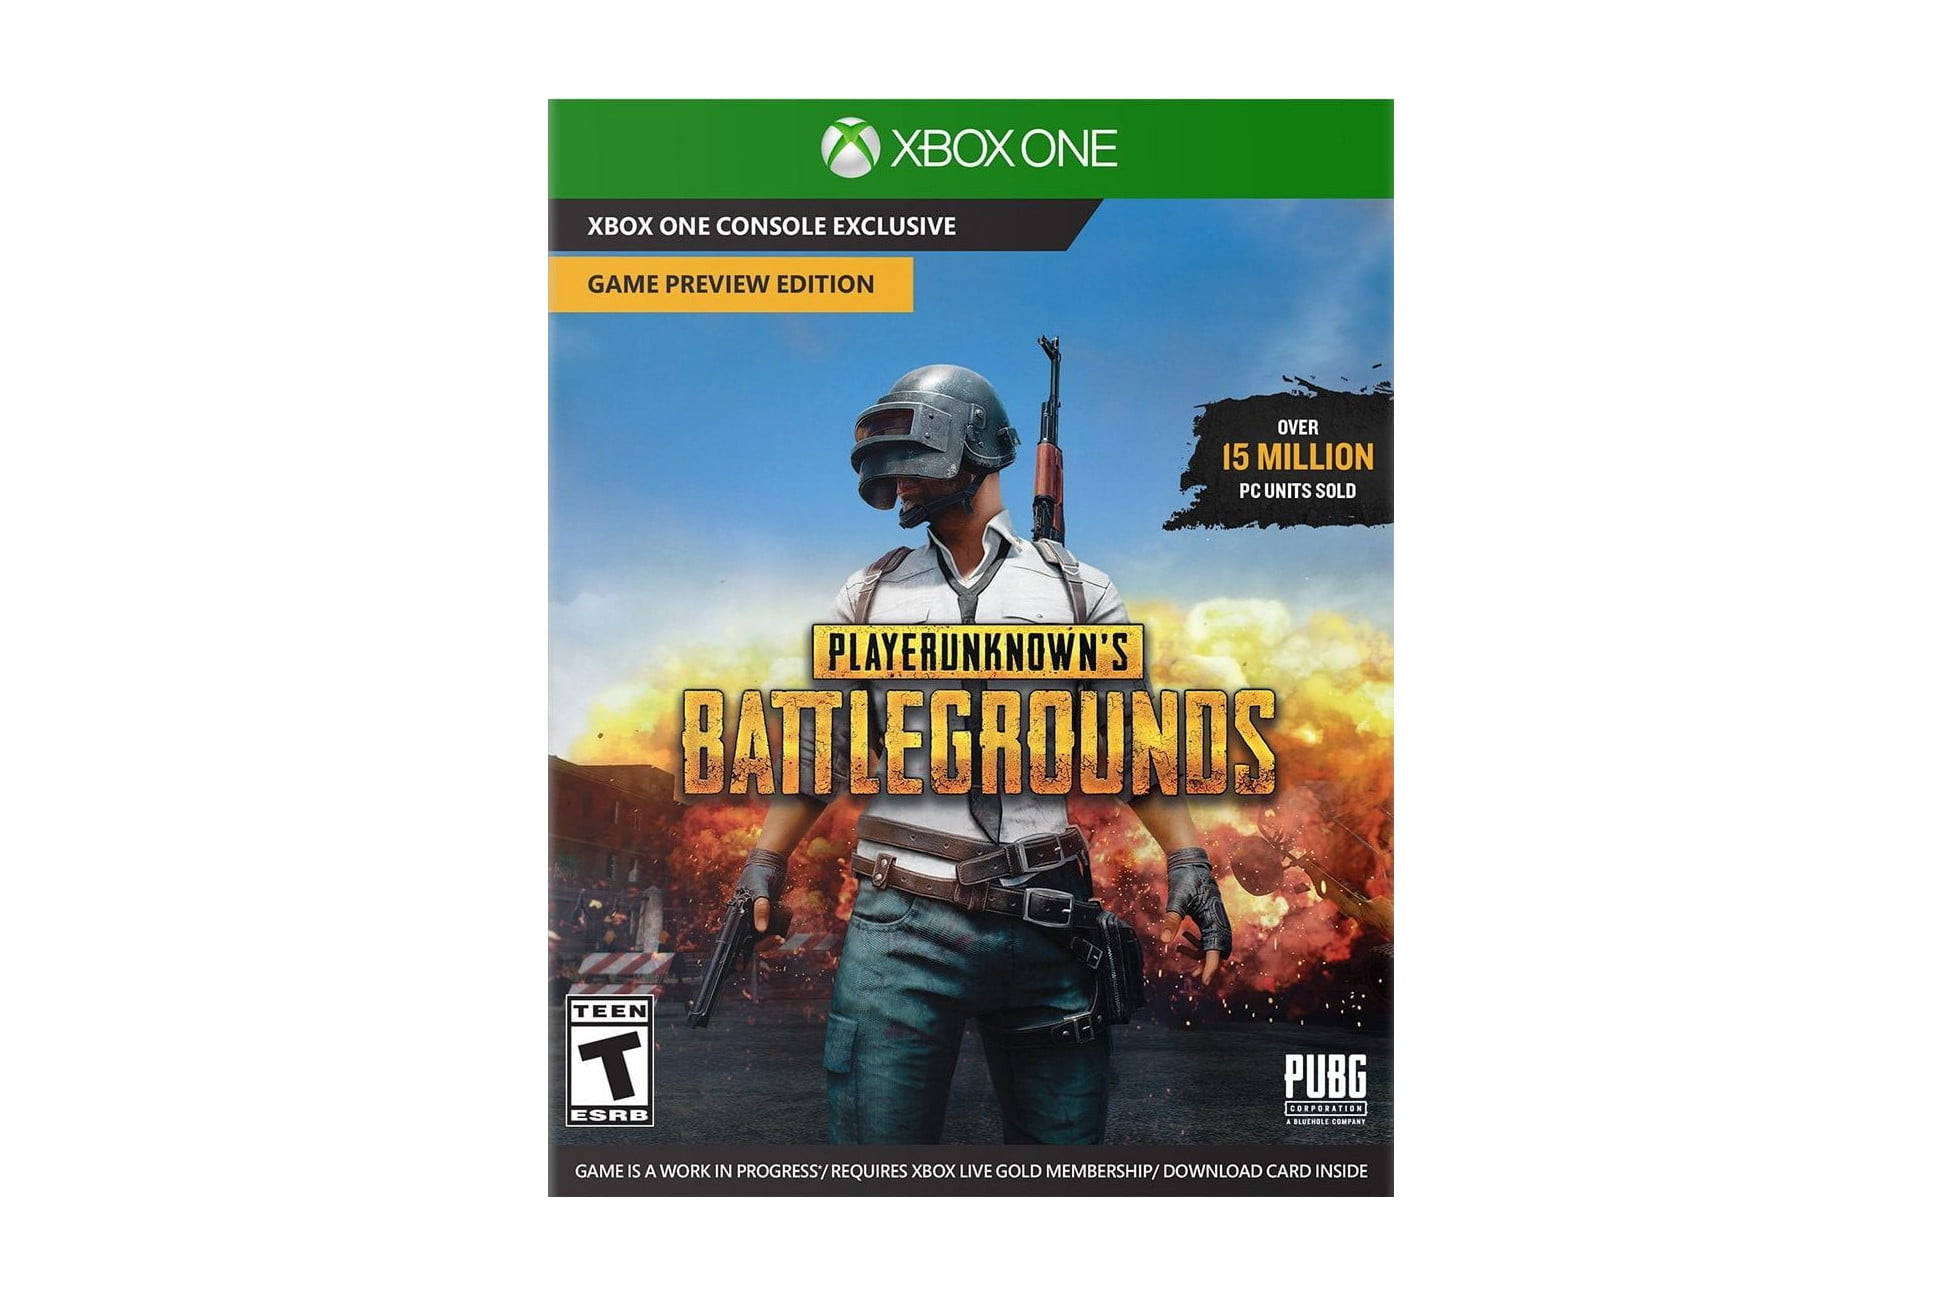 XBOX ONE
XBOX ONE CONSOLE EXCLUSIVE
GAME PREVIEW EDITION
OVER
15 MILLION
PC UNITS SOLD
PLAYERUNKNOWN'S
BATTLEGROUNDS
TEEN
T
ESRB
PUBG
CORPORATION
A BLUEHOLE COMPANY
GAME IS A WORK IN PROGRESS*/ REQUIRES XBOX LIVE GOLD MEMBERSHIP/ DOWNLOAD CARD INSIDE